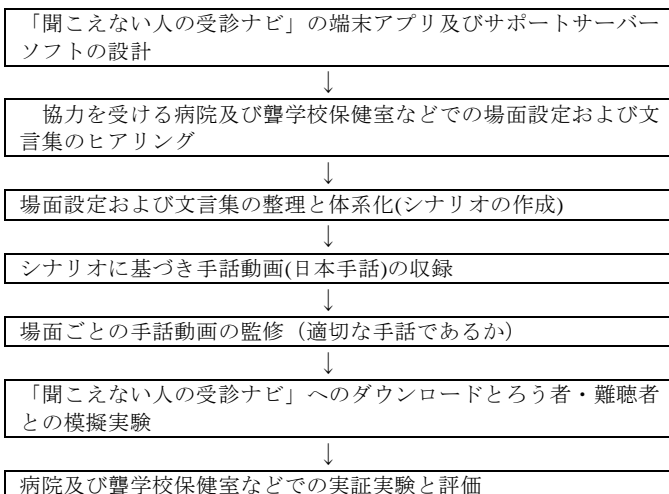 「聞こえない人の受診ナビ」の端末アプリ及びサポートサーバー
ソフトの設計
↓
協力を受ける病院及び聾学校保健室などでの場面設定および文
言集のヒアリング
↓
場面設定および文言集の整理と体系化(シナリオの作成)
↓
シナリオに基づき手話動画(日本手話)の収録
↓
場面ごとの手話動画の監修（適切な手話であるか）
↓
「聞こえない人の受診ナビ」へのダウンロードとろう者・難聴者
との模擬実験
↓
病院及び聾学校保健室などでの実証実験と評価